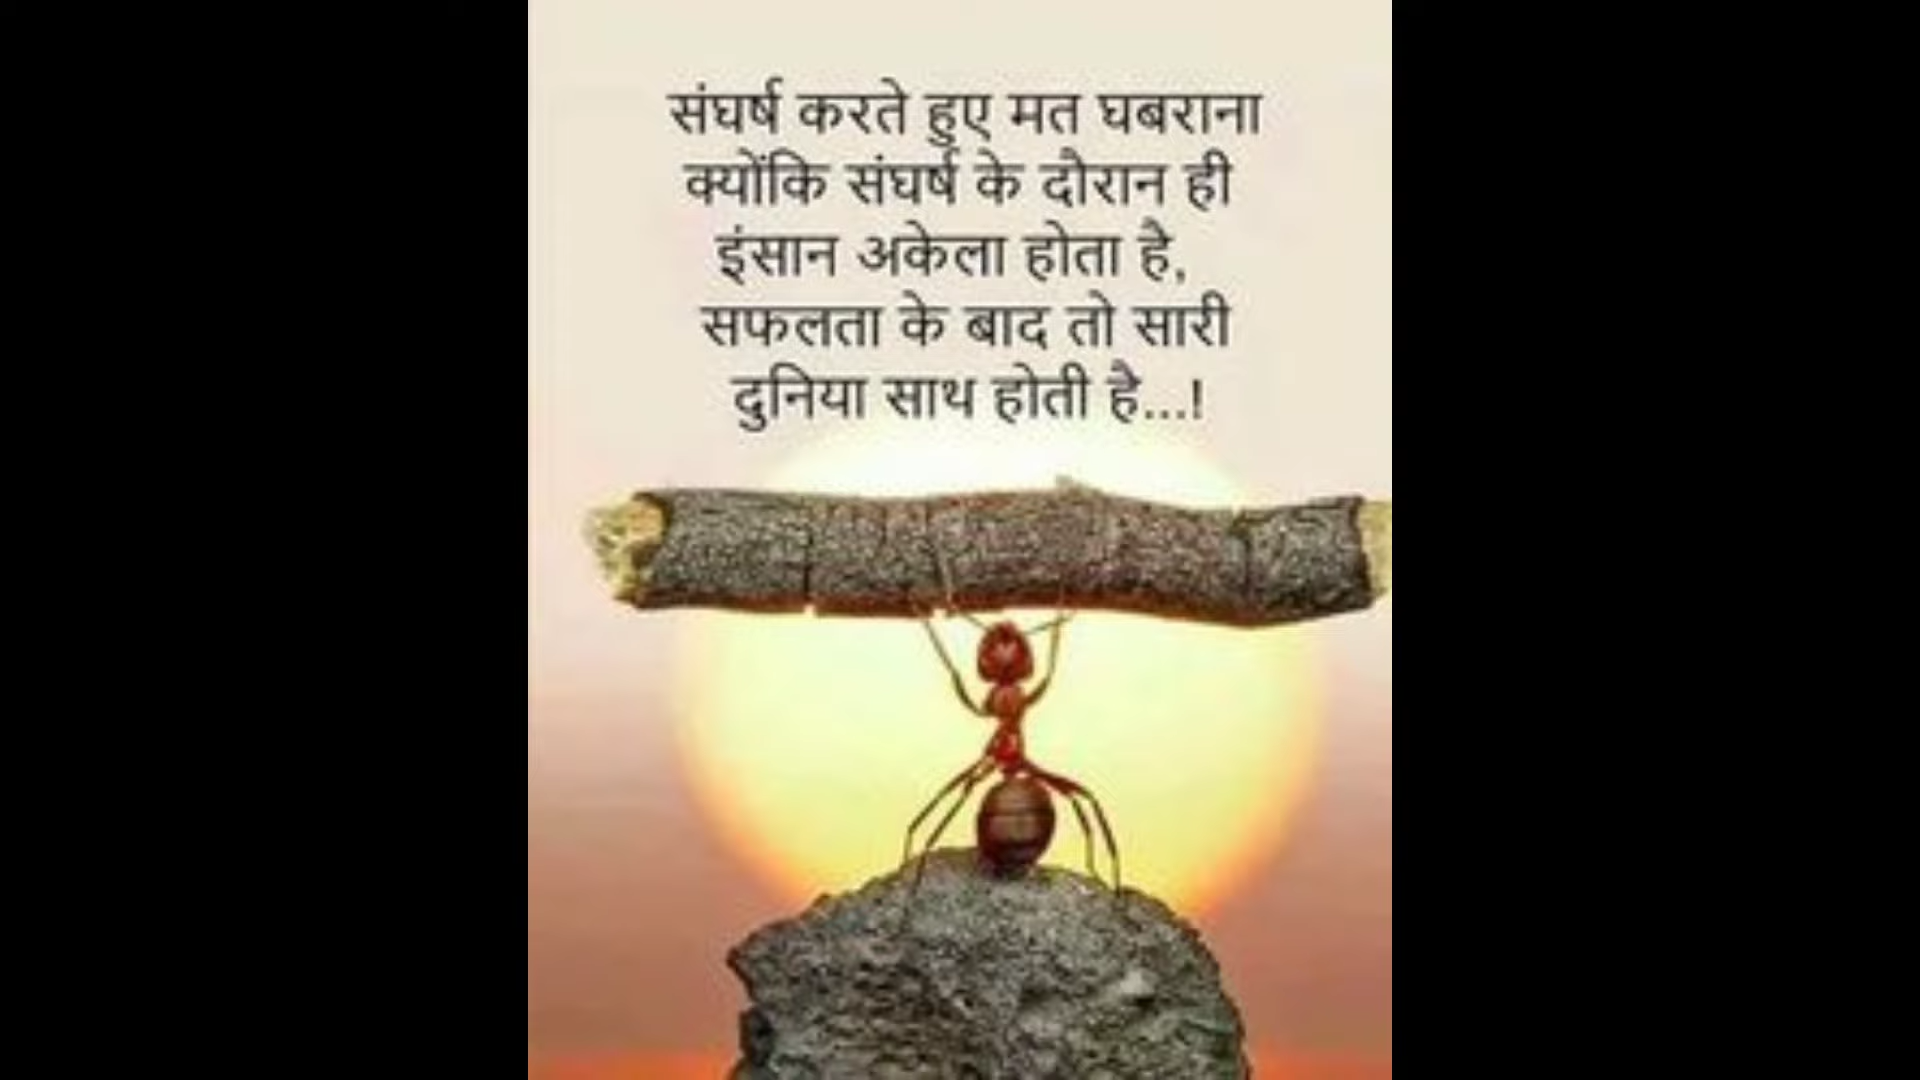 संघर्ष करते हुए मत घबराना
क्योंकि संघर्ष के दौरान ही
इंसान अकेला होता है,
सफलता के बाद तो सारी
दुनिया साथ होती है...!